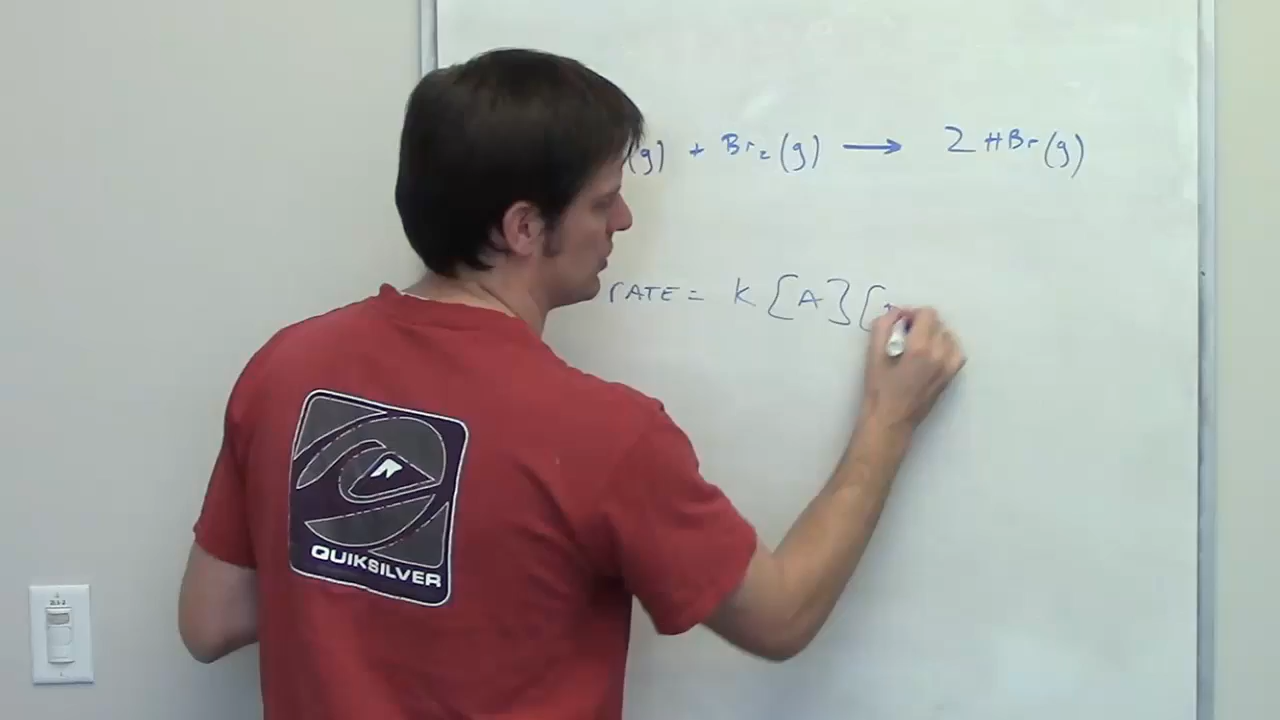 (g) + Br₂(g) → 2 HBr(g)
rATE = K [A] [
QUIKSILVER